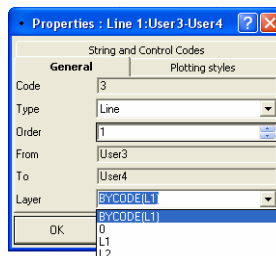 Properties : Line 1:User3-User4
String and Control Codes
General Plotting styles
Code 3
Type Line
Order 1
From User3
To User4
Layer BYCODE(L1)
BYCODE(L1)
OK 0
L1
L2